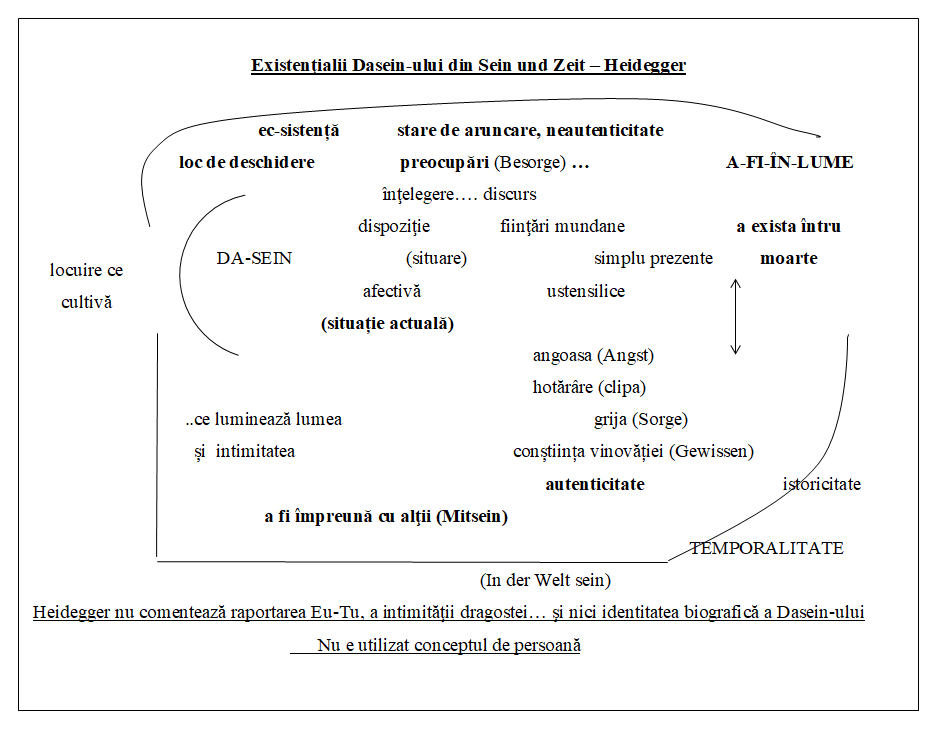 Existențialii Dasein-ului din Sein und Zeit – Heidegger
ec-sistență stare de aruncare, neautenticitate
loc de deschidere preocupări (Besorge) … A-FI-ÎN-LUME
înţelegere…. discurs
dispoziţie fiinţări mundane a exista întru
DA-SEIN (situare) simplu prezente moarte
locuire ce
afectivă ustensilice
cultivă
(situație actuală)
angoasa (Angst)
hotărâre (clipa)
..ce luminează lumea grija (Sorge)
și intimitatea conștiința vinovăției (Gewissen)
autenticitate istoricitate
a fi împreună cu alţii (Mitsein)
TEMPORALITATE
(In der Welt sein)
Heidegger nu comentează raportarea Eu-Tu, a intimității dragostei… și nici identitatea biografică a Dasein-ului
Nu e utilizat conceptul de persoană